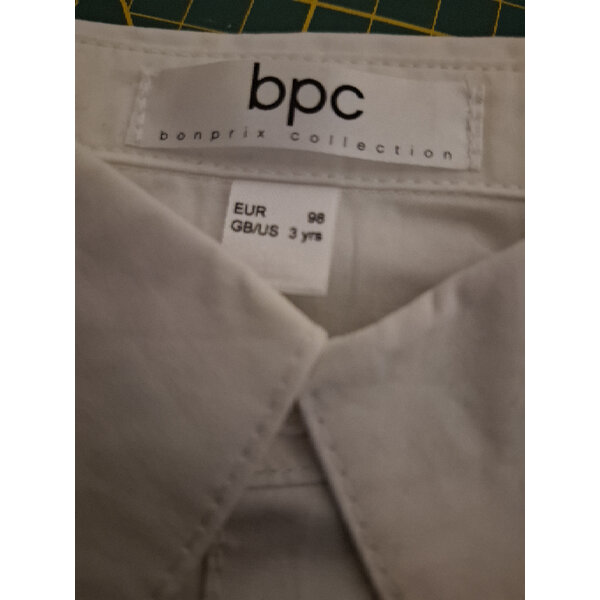 bpc
bonprix collection
EUR 98
GB/US 3 yrs